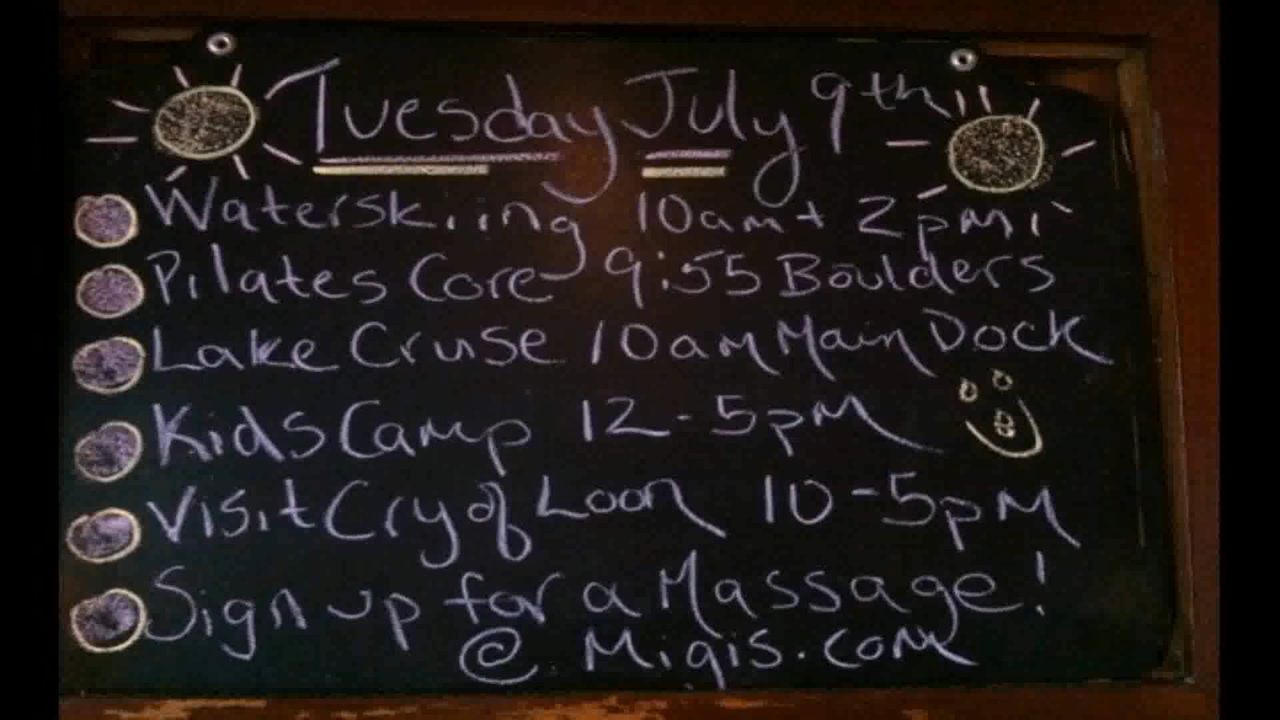 Tuesday July 9th
Waterskiing 10am + 2pm
Pilates Core 9:55 Boulders
Lake Cruse 10am Main Dock
Kids Camp 12-5pm
Visit Cry of Loon 10-5pm
Sign up for a Massage!
@ Migis.com